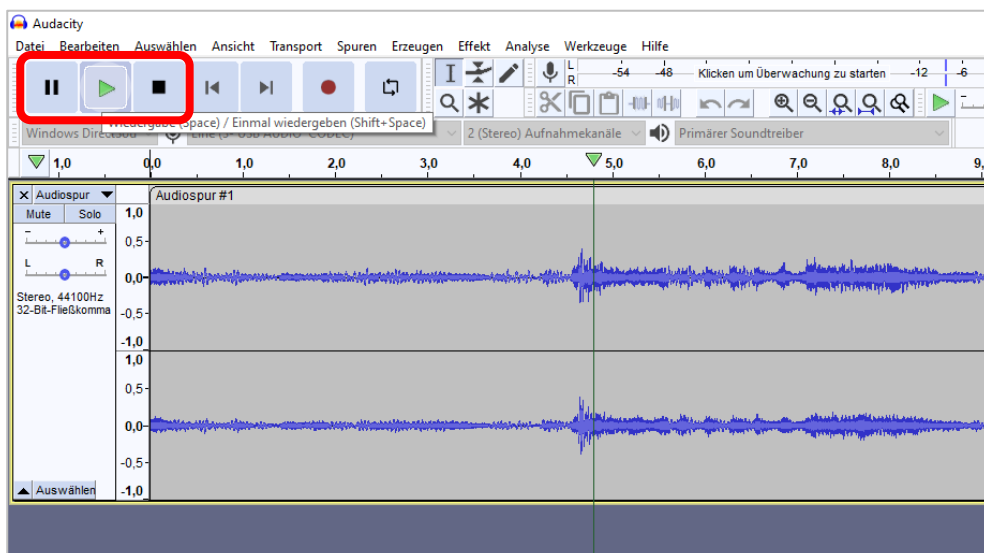 Audacity
Datei Bearbeiten Auswählen Ansicht Transport Spuren Erzeugen Effekt Analyse Werkzeuge Hilfe
L
R
-54 -48 Klicken um Überwachung zu starten -12 -6
Wiedergabe (Space) / Einmal wiedergeben (Shift+Space)
Windows 2 (Stereo) Aufnahmekanäle Primärer Soundtreiber
1,0 0,0 1,0 2,0 3,0 4,0 5,0 6,0 7,0 8,0 9,
X Audiospur Audiospur #1
Mute Solo 1,0
- + 0,5
L R 0,0
Stereo, 44100Hz
32-Bit-Fließkomma -0,5
-1,0
1,0
0,5
0,0
-0,5
Auswählen -1,0